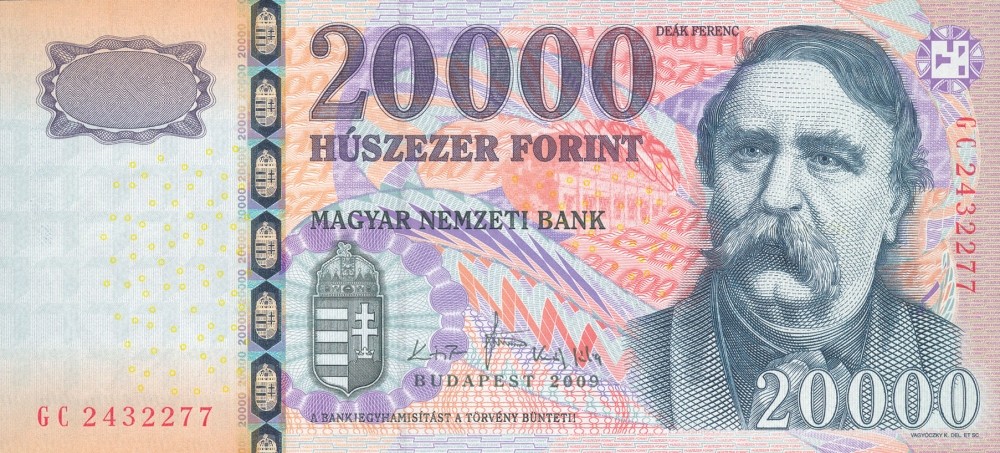 20000
DEÁK FERENC
HÚSZEZER FORINT
MAGYAR NEMZETI BANK
GC 2432277
BUDAPEST 2009
A BANKJEGYHAMISÍTÁST A TÖRVÉNY BÜNTETI!
GC 2432277
20000
VAGYÓCZKY K. DEL. ET SC.